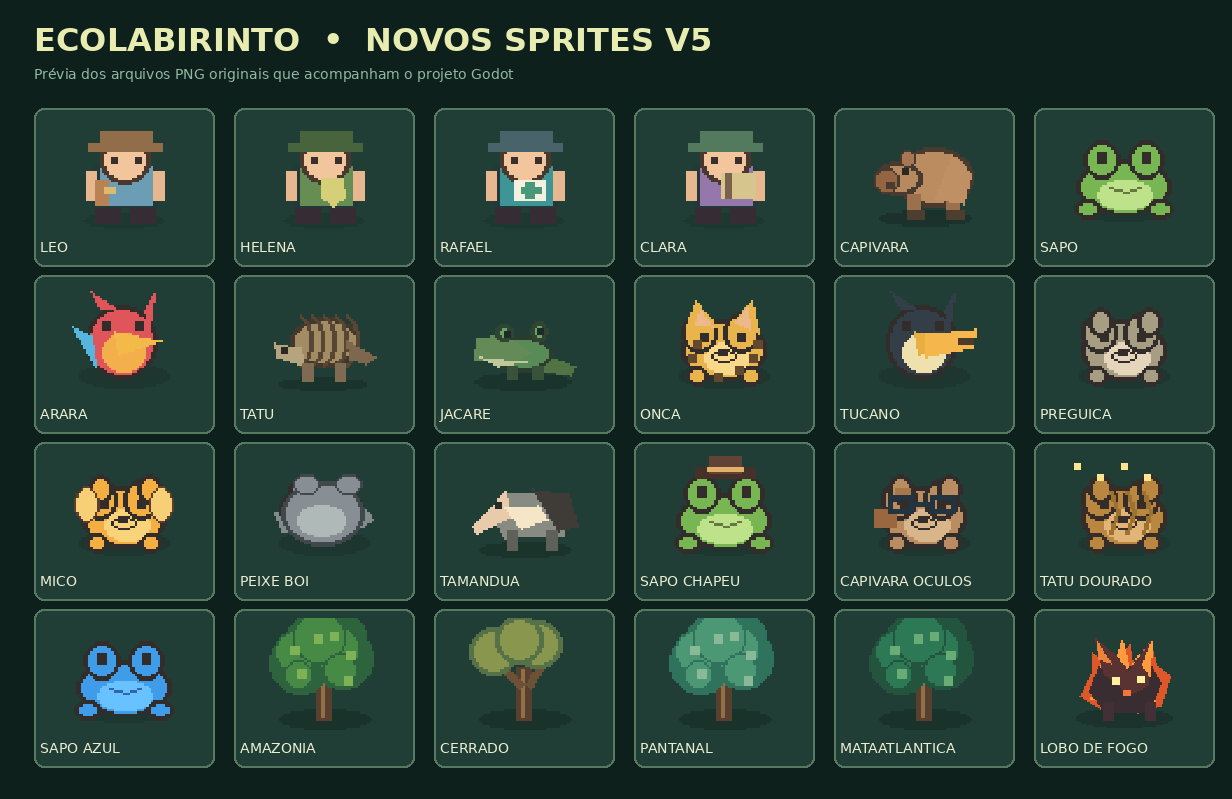 ECOLABIRINTO • NOVOS SPRITES V5
Prévia dos arquivos PNG originais que acompanham o projeto Godot
LEO
HELENA
RAFAEL
CLARA
CAPIVARA
SAPO
ARARA
TATU
JACARE
ONCA
TUCANO
PREGUICA
MICO
PEIXE BOI
TAMANDUA
SAPO CHAPEU
CAPIVARA OCULOS
TATU DOURADO
SAPO AZUL
AMAZONIA
CERRADO
PANTANAL
MATAATLANTICA
LOBO DE FOGO